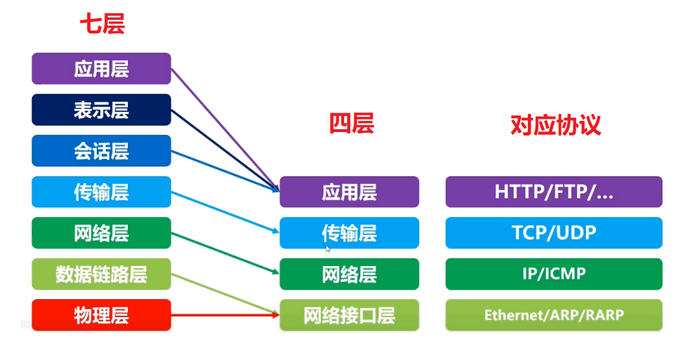 七层
应用层
表示层
会话层
传输层
网络层
数据链路层
物理层
四层
应用层
传输层
网络层
网络接口层
对应协议
HTTP/FTP/...
TCP/UDP
IP/ICMP
Ethernet/ARP/RARP